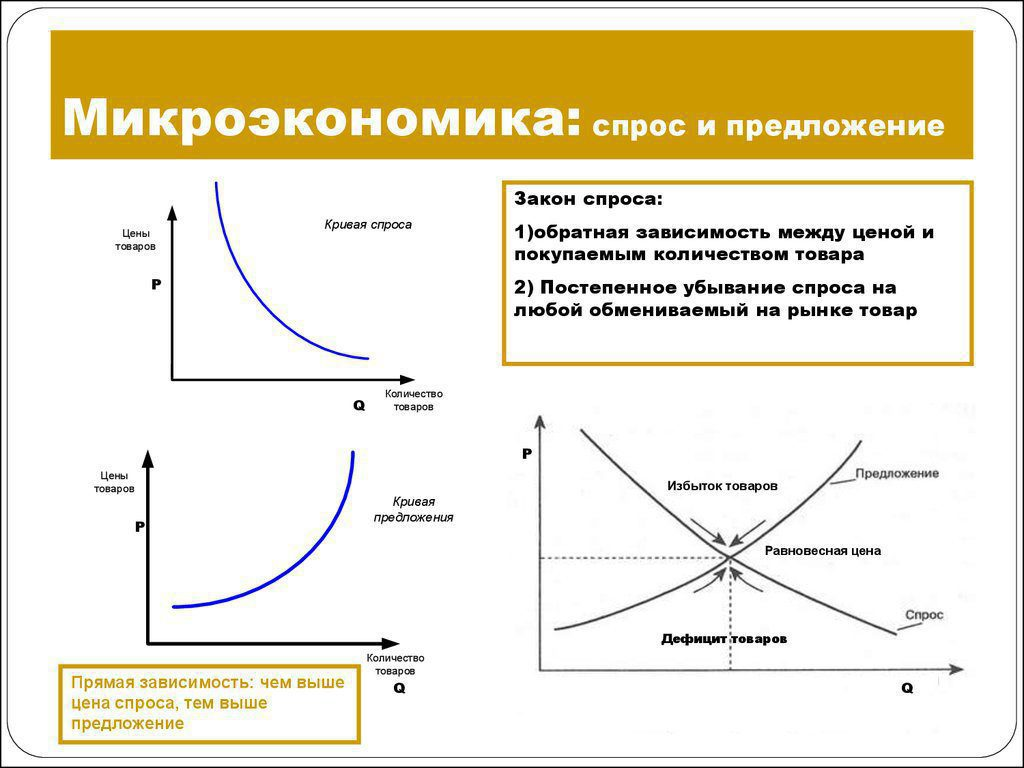 Микроэкономика: спрос и предложение
Цены
товаров
P
Кривая спроса
Q
Количество
товаров
Закон спроса:
1)обратная зависимость между ценой и
покупаемым количеством товара
2) Постепенное убывание спроса на
любой обмениваемый на рынке товар
Цены
товаров
P
Кривая
предложения
Количество
товаров
Q
Прямая зависимость: чем выше
цена спроса, тем выше
предложение
P
Избыток товаров
Предложение
Равновесная цена
Спрос
Дефицит товаров
Q